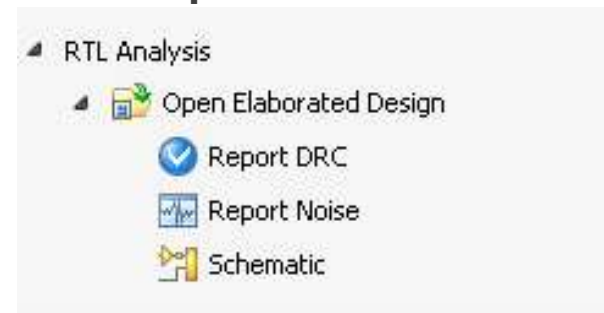 RTL Analysis
Open Elaborated Design
Report DRC
Report Noise
Schematic